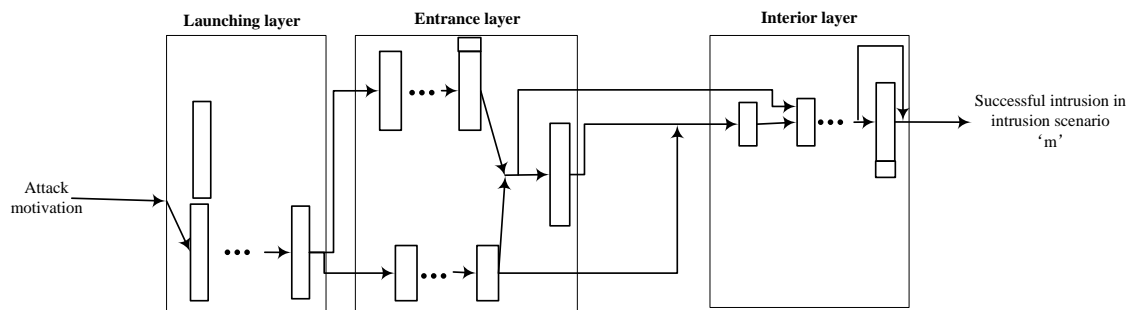 Launching layer
Entrance layer
Interior layer
Attack
motivation
Successful intrusion in
intrusion scenario
‘m’